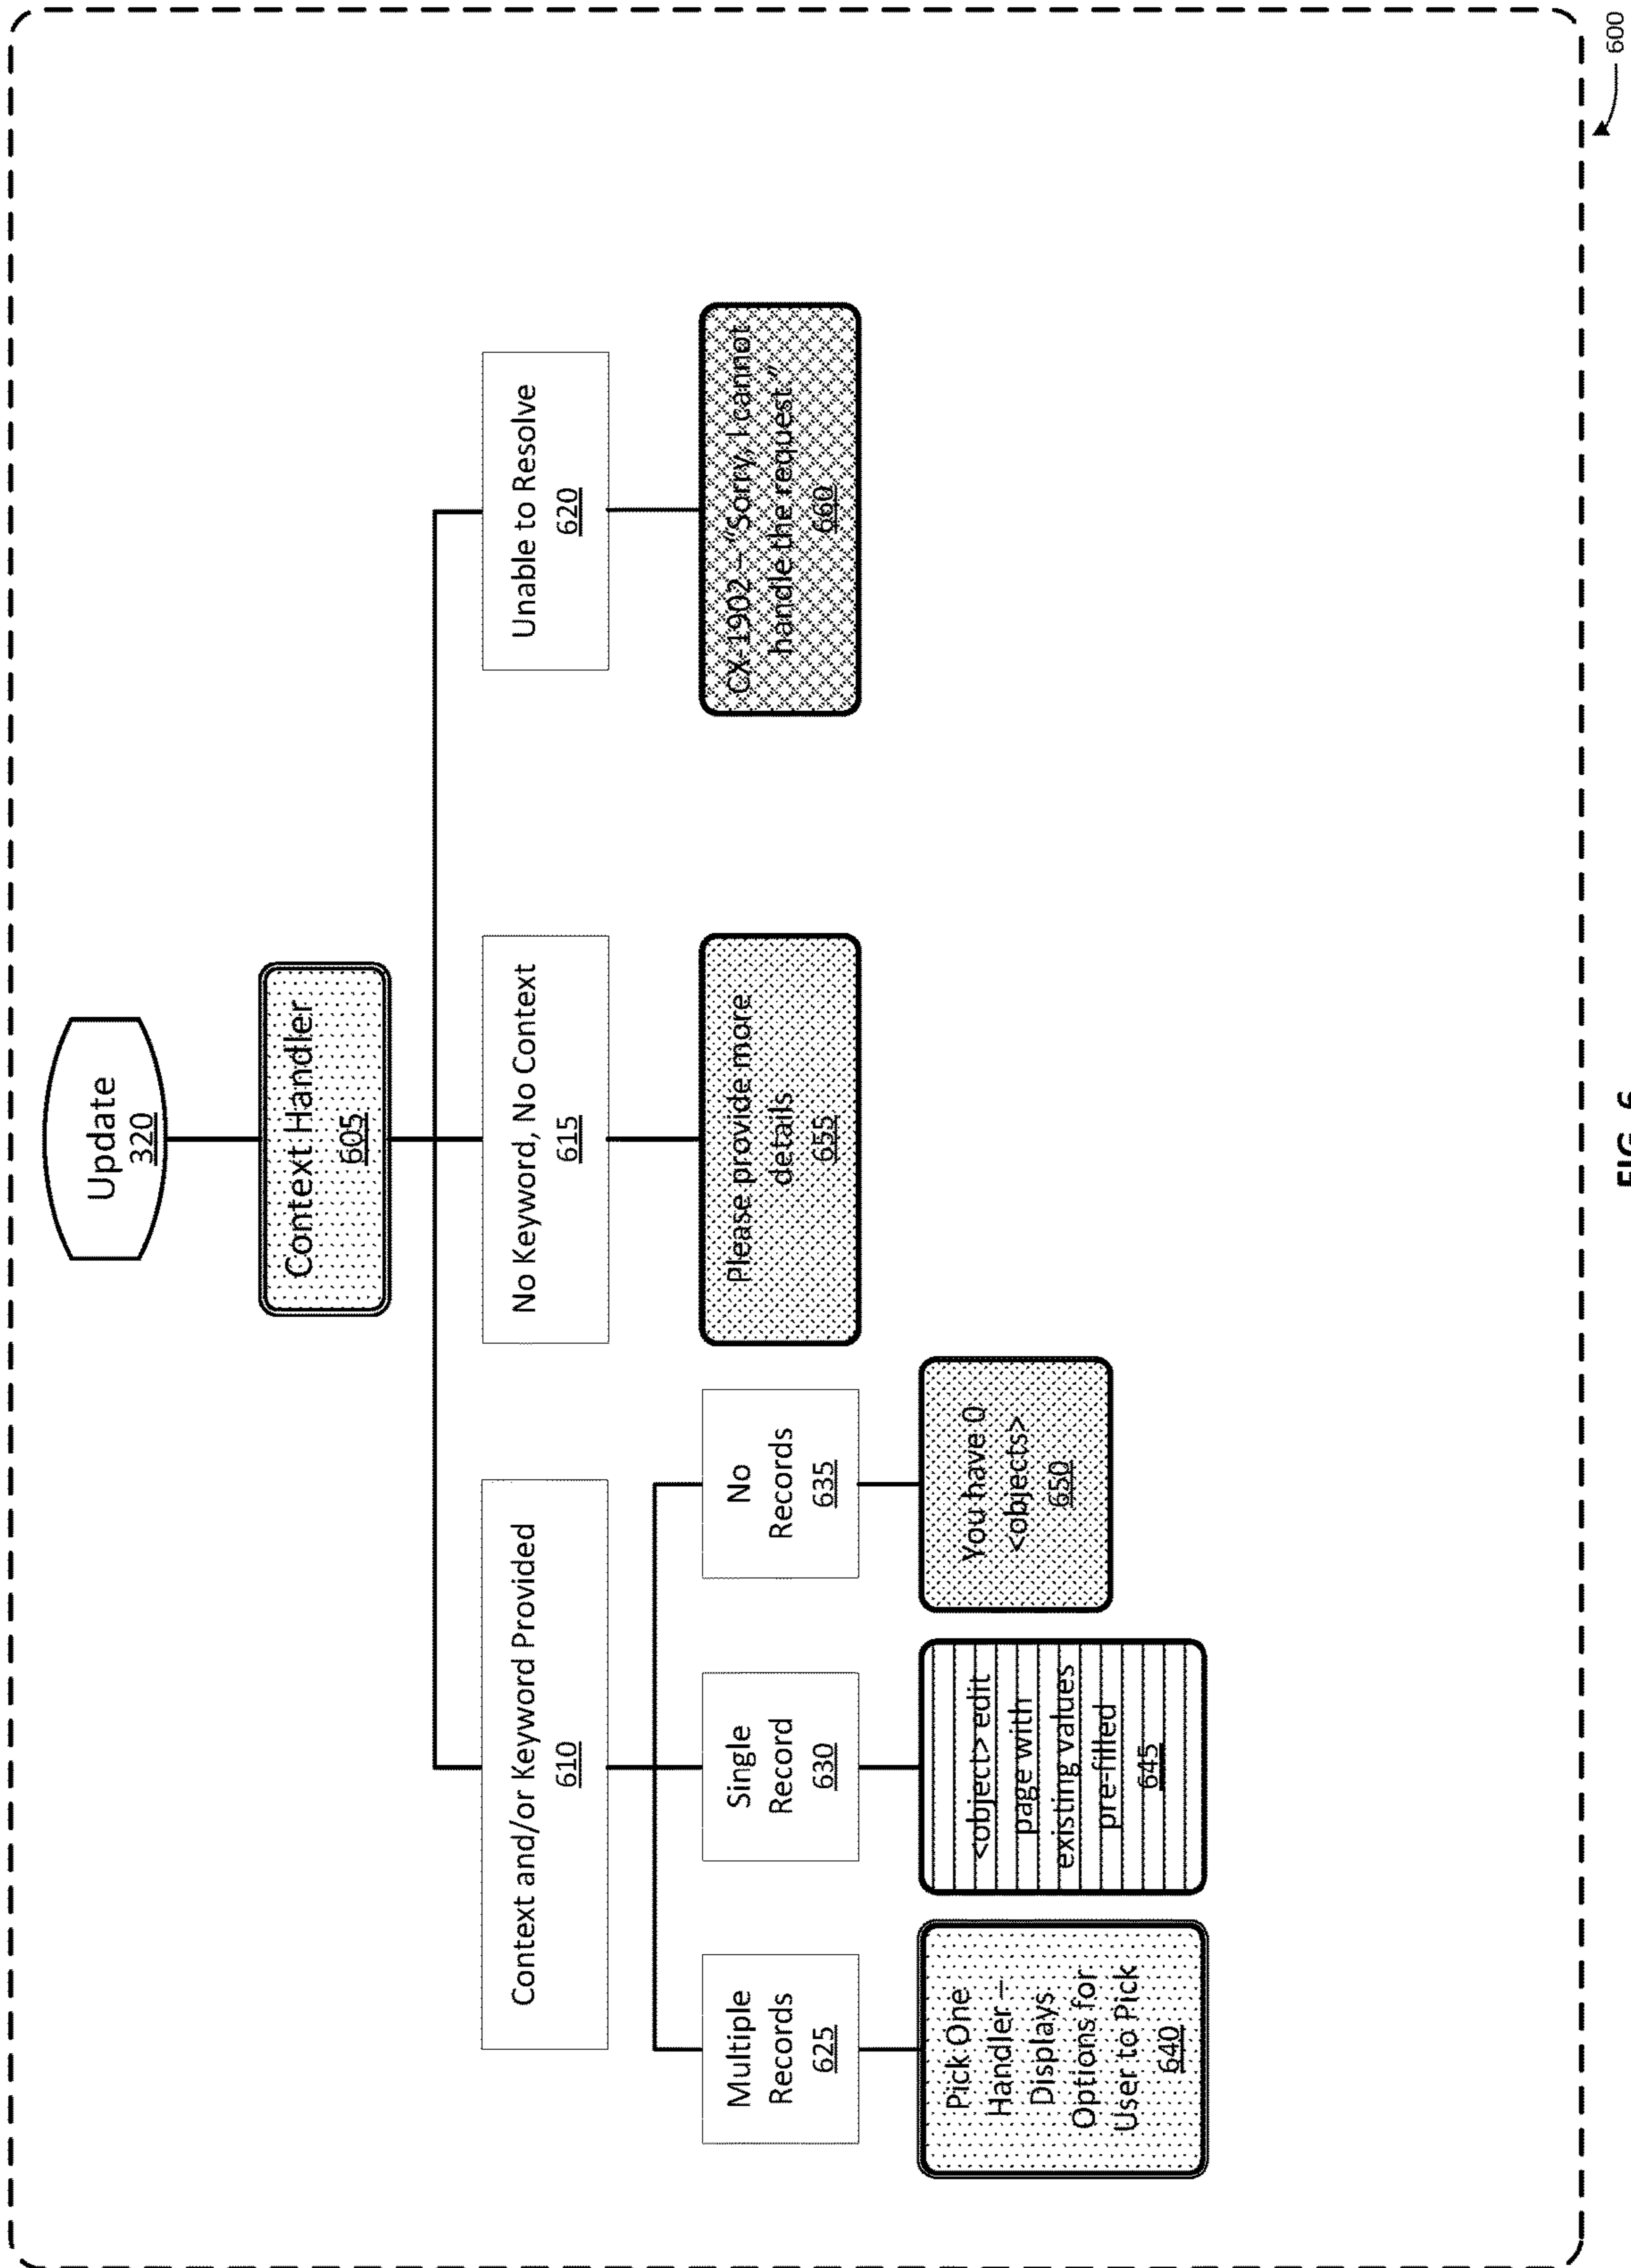 Update
320
Context Handler
605
Context and/or Keyword Provided
610
No Keyword, No Context
615
Unable to Resolve
620
Multiple
Records
625
Single
Record
630
No
Records
635
Please provide more
details
655
CX-1902 – "Sorry, I cannot
handle the request."
660
Pick One
Handler –
Displays
Options for
User to Pick
640
<object> edit
page with
existing values
pre-filled
645
You have 0
<objects>
650
600
FIG. 6